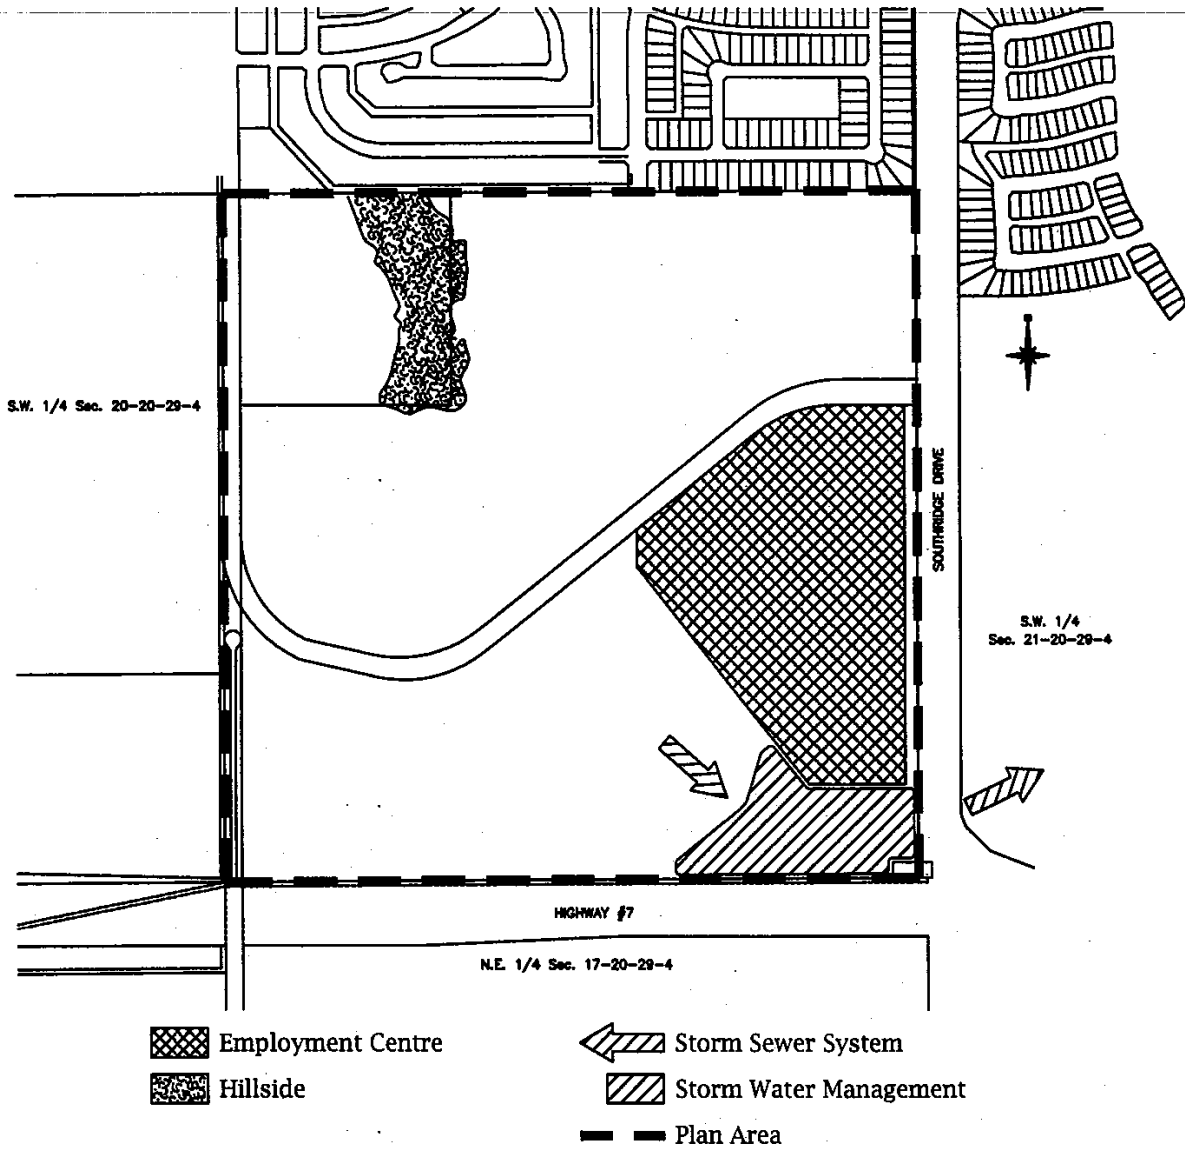 S.W. 1/4 Sec. 20-20-29-4
SOUTHRIDGE DRIVE
S.W. 1/4
Sec. 21-20-29-4
HIGHWAY #7
N.E. 1/4 Sec. 17-20-29-4
Employment Centre
Storm Sewer System
Hillside
Storm Water Management
Plan Area